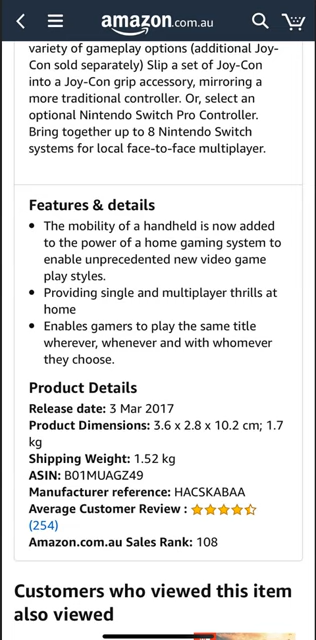 amazon.com.au
variety of gameplay options (additional Joy-
Con sold separately) Slip a set of Joy-Con
into a Joy-Con grip accessory, mirroring a
more traditional controller. Or, select an
optional Nintendo Switch Pro Controller.
Bring together up to 8 Nintendo Switch
systems for local face-to-face multiplayer.
Features & details
• The mobility of a handheld is now added
to the power of a home gaming system to
enable unprecedented new video game
play styles.
• Providing single and multiplayer thrills at
home
• Enables gamers to play the same title
wherever, whenever and with whomever
they choose.
Product Details
Release date: 3 Mar 2017
Product Dimensions: 3.6 x 2.8 x 10.2 cm; 1.7
kg
Shipping Weight: 1.52 kg
ASIN: B01MUAGZ49
Manufacturer reference: HACSKABAA
Average Customer Review :
(254)
Amazon.com.au Sales Rank: 108
Customers who viewed this item
also viewed